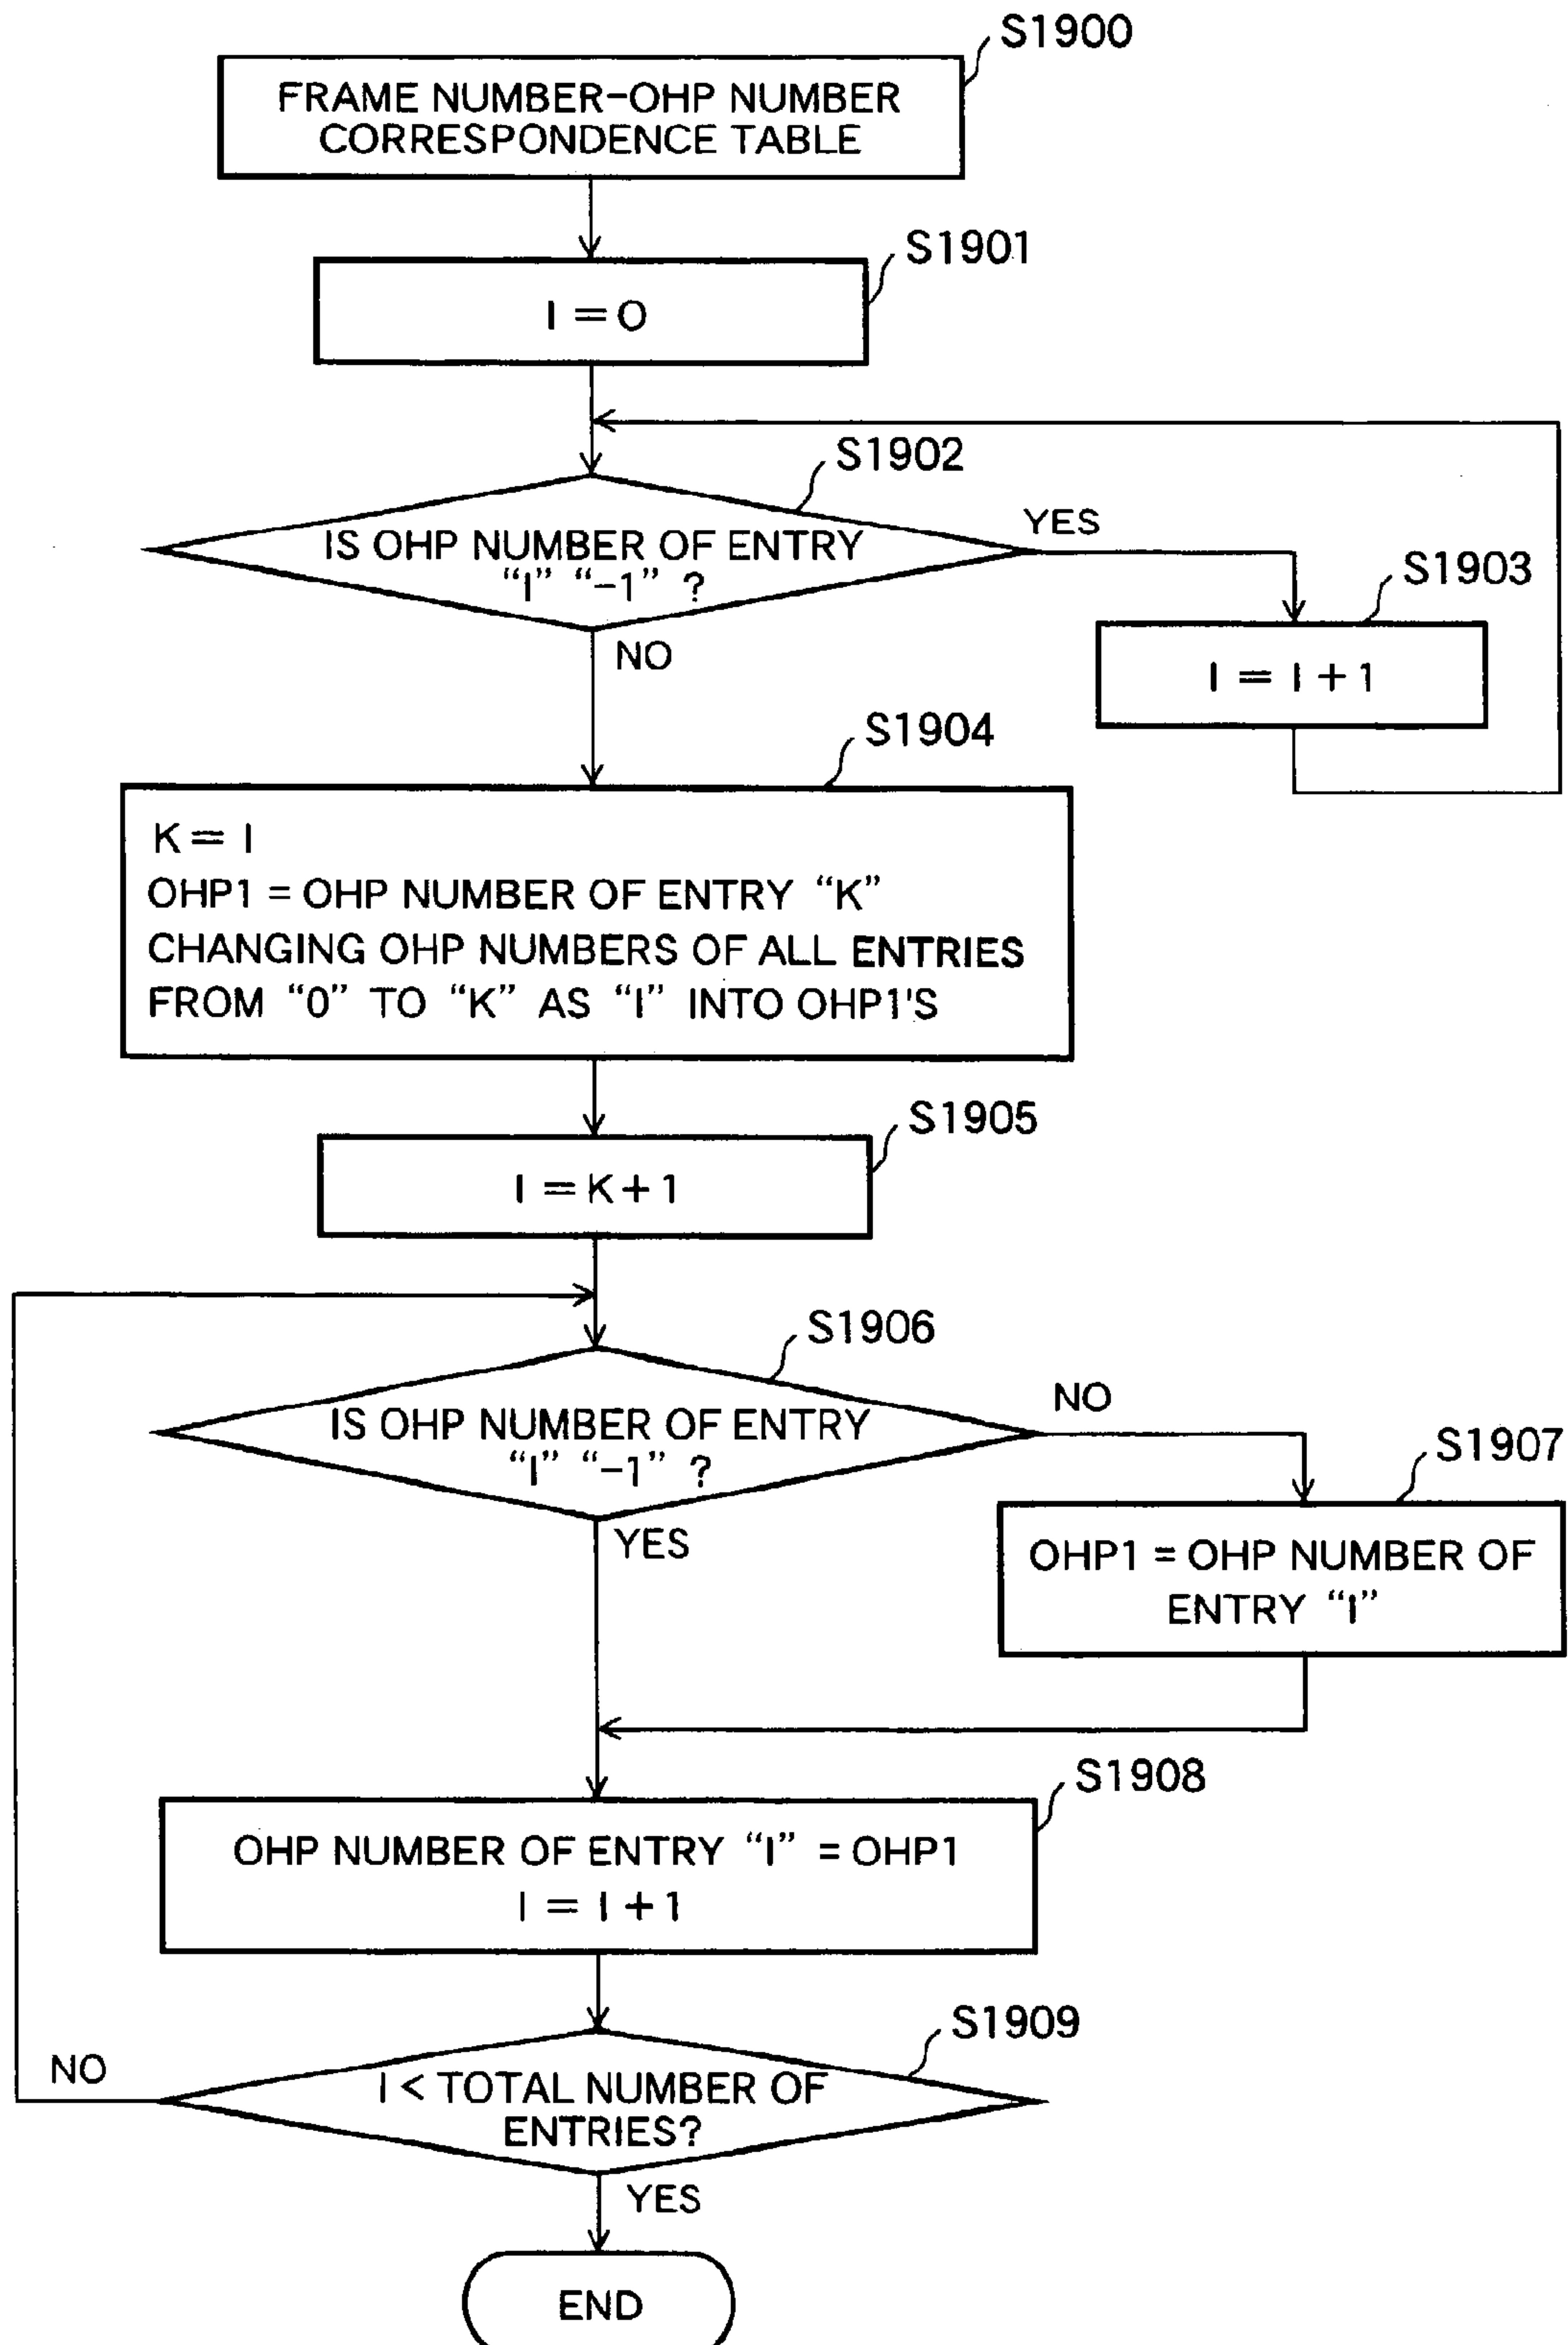 S1900
FRAME NUMBER-OHP NUMBER
CORRESPONDENCE TABLE
S1901
I = 0
S1902
IS OHP NUMBER OF ENTRY
“I” “-1” ?
YES
NO
S1903
I = I + 1
S1904
K = I
OHP1 = OHP NUMBER OF ENTRY “K”
CHANGING OHP NUMBERS OF ALL ENTRIES
FROM “0” TO “K” AS “I” INTO OHP1'S
S1905
I = K + 1
S1906
IS OHP NUMBER OF ENTRY
“I” “-1” ?
NO
YES
S1907
OHP1 = OHP NUMBER OF
ENTRY “I”
S1908
OHP NUMBER OF ENTRY “I” = OHP1
I = I + 1
S1909
NO
I < TOTAL NUMBER OF
ENTRIES?
YES
END